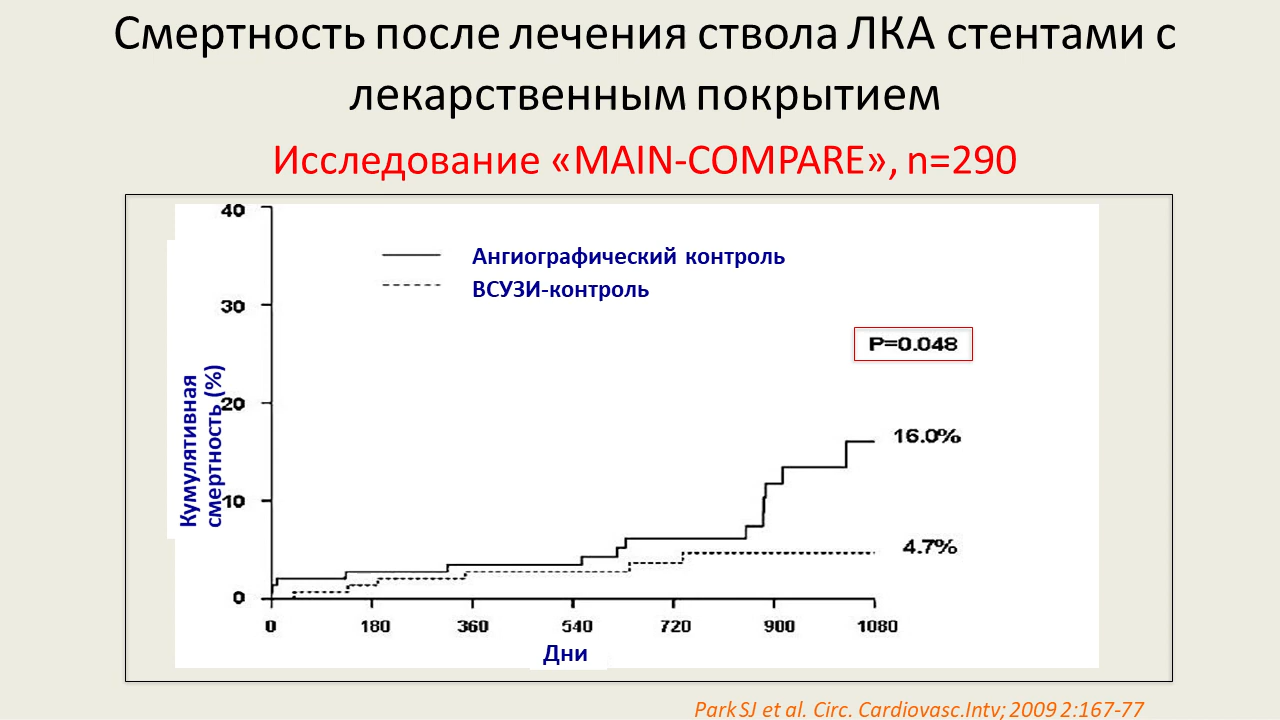 Смертность после лечения ствола ЛКА стентами с
лекарственным покрытием
Исследование «MAIN-COMPARE», n=290
40
30
20
10
0
Кумулятивная
смертность (%)
Ангиографический контроль
ВСУЗИ-контроль
P=0.048
16.0%
4.7%
0 180 360 540 720 900 1080
Дни
Park SJ et al. Circ. Cardiovasc.Intv; 2009 2:167-77